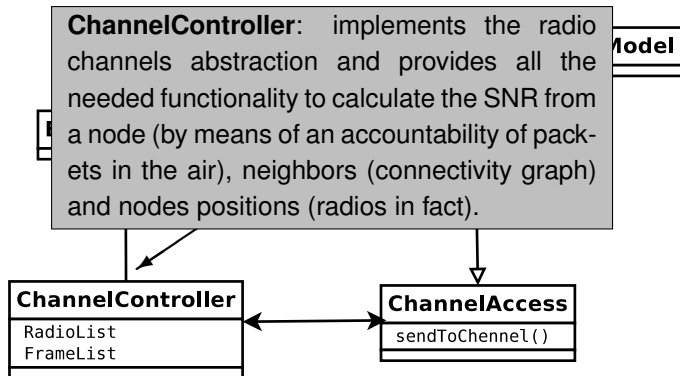 ChannelController: implements the radio
channels abstraction and provides all the
needed functionality to calculate the SNR from
a node (by means of an accountability of pack-
ets in the air), neighbors (connectivity graph)
and nodes positions (radios in fact).
ChannelController
RadioList
FrameList
ChannelAccess
sendToChennel()